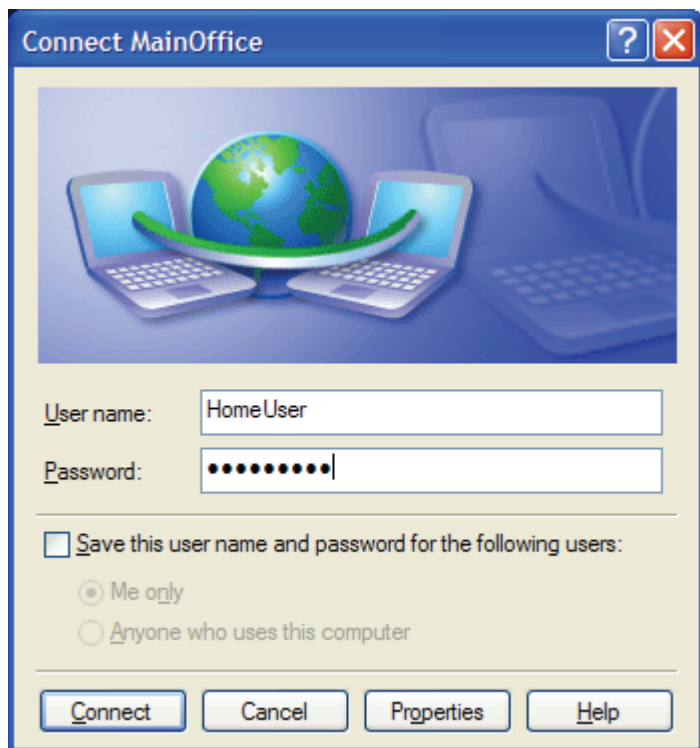 Connect MainOffice
User name: HomeUser
Password: •••••••••
Save this user name and password for the following users:
Me only
Anyone who uses this computer
Connect Cancel Properties Help